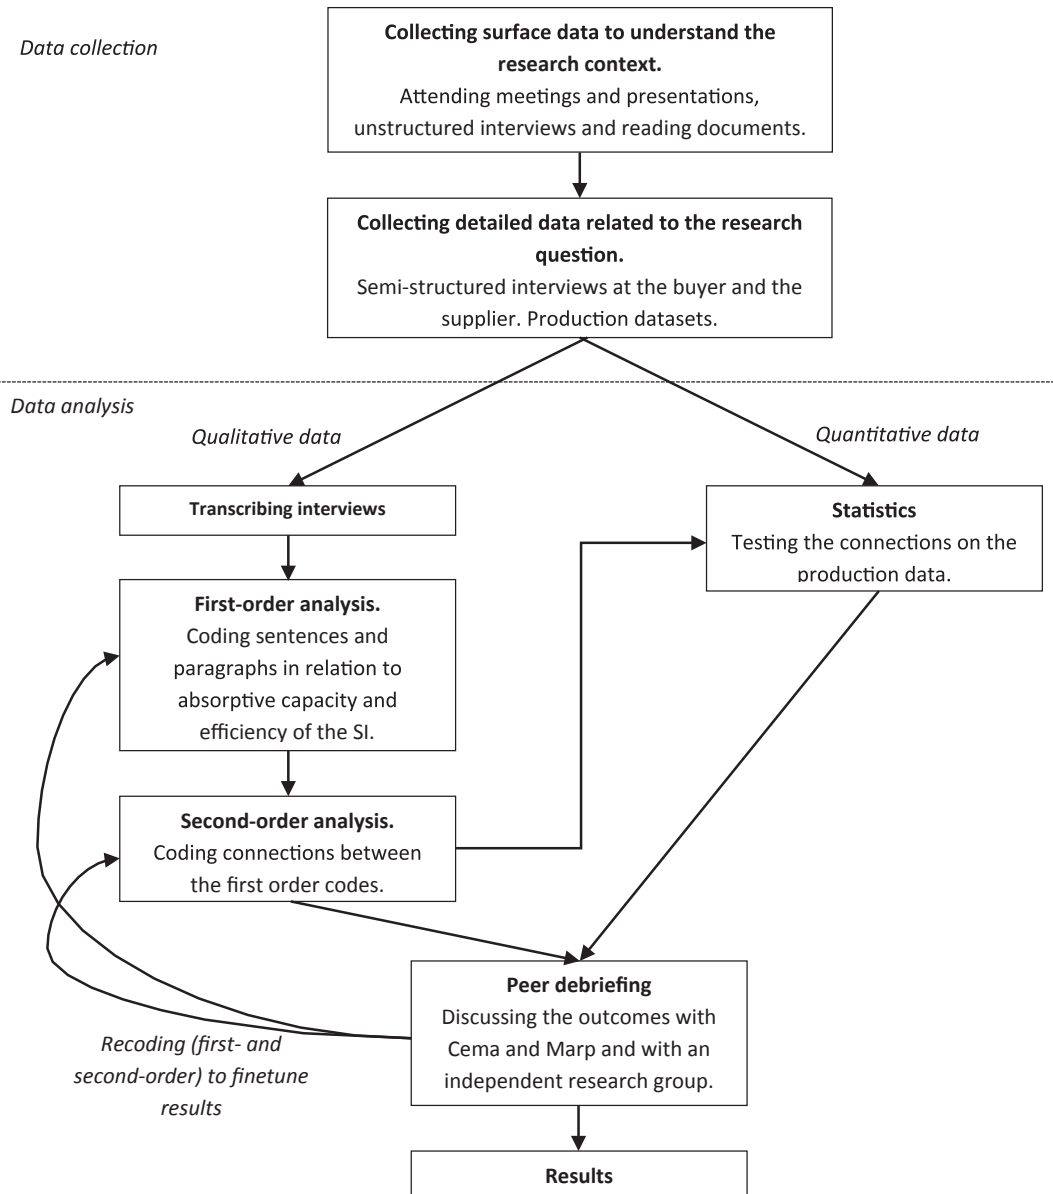 Data collection
Collecting surface data to understand the
research context.
Attending meetings and presentations,
unstructured interviews and reading documents.
Collecting detailed data related to the research
question.
Semi-structured interviews at the buyer and the
supplier. Production datasets.
Data analysis
Qualitative data
Quantitative data
Transcribing interviews
Statistics
Testing the connections on the
production data.
First-order analysis.
Coding sentences and
paragraphs in relation to
absorptive capacity and
efficiency of the SI.
Second-order analysis.
Coding connections between
the first order codes.
Peer debriefing
Discussing the outcomes with
Cema and Marp and with an
independent research group.
Recoding (first- and
second-order) to finetune
results
Results